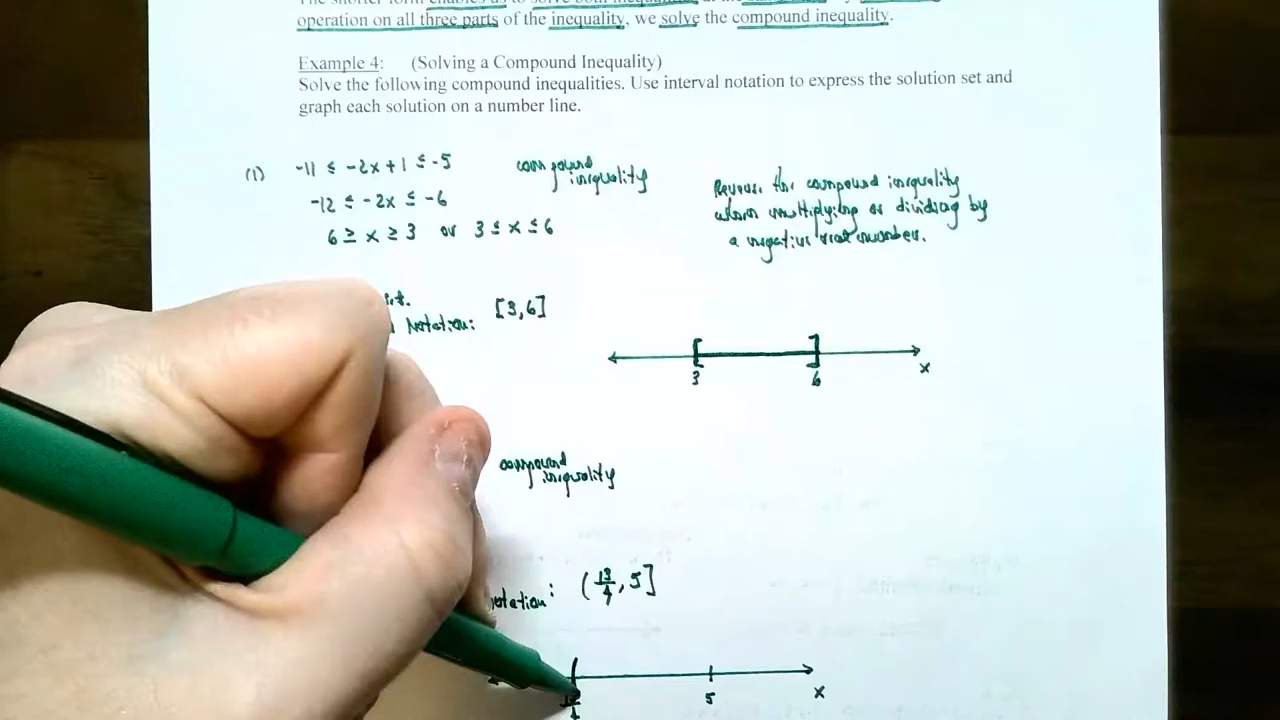 operation on all three parts of the inequality, we solve the compound inequality.
Example 4: (Solving a Compound Inequality)
Solve the following compound inequalities. Use interval notation to express the solution set and
graph each solution on a number line.
(1) -11 ≤ -2x + 1 ≤ -5
compound
inequality
-12 ≤ -2x ≤ -6
6 ≥ x ≥ 3 or 3 ≤ x ≤ 6
Reverse the compound inequality
when multiplying or dividing by
a negative real number.
Notation: [3,6]
3 6 x
compound
inequality
notation: (13/4, 5]
5 x